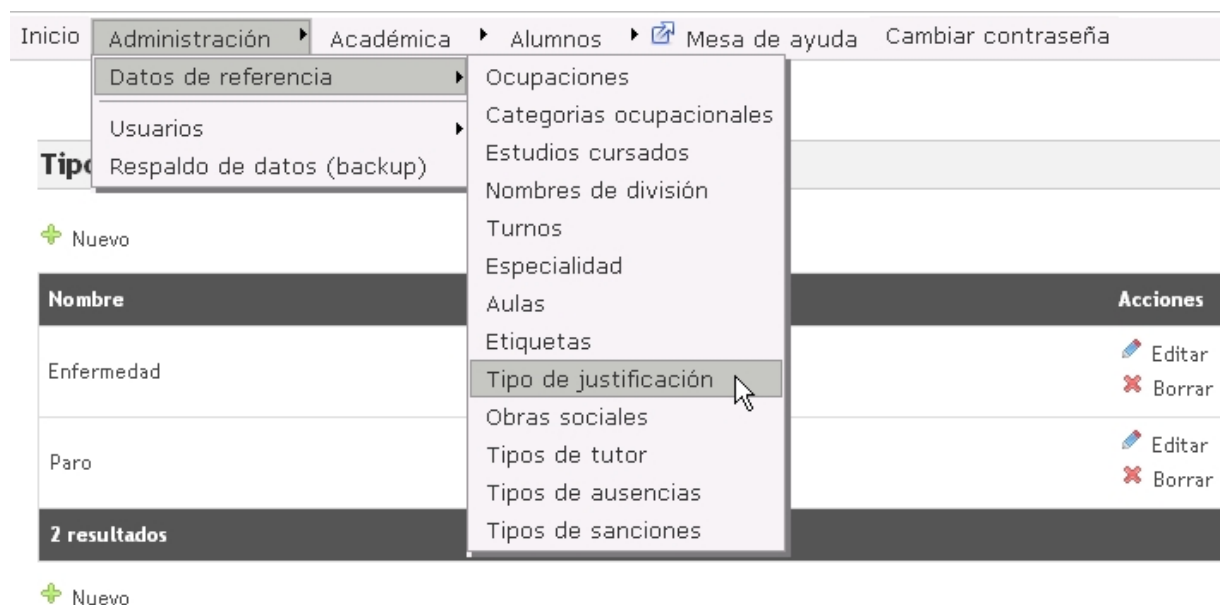 Inicio Administración Académica Alumnos Mesa de ayuda Cambiar contraseña
Datos de referencia
Usuarios
Respaldo de datos (backup)
Ocupaciones
Categorias ocupacionales
Estudios cursados
Nombres de división
Turnos
Especialidad
Aulas
Etiquetas
Tipo de justificación
Obras sociales
Tipos de tutor
Tipos de ausencias
Tipos de sanciones
Nuevo
Nombre Acciones
Enfermedad
Editar
Borrar
Paro
Editar
Borrar
2 resultados
Nuevo